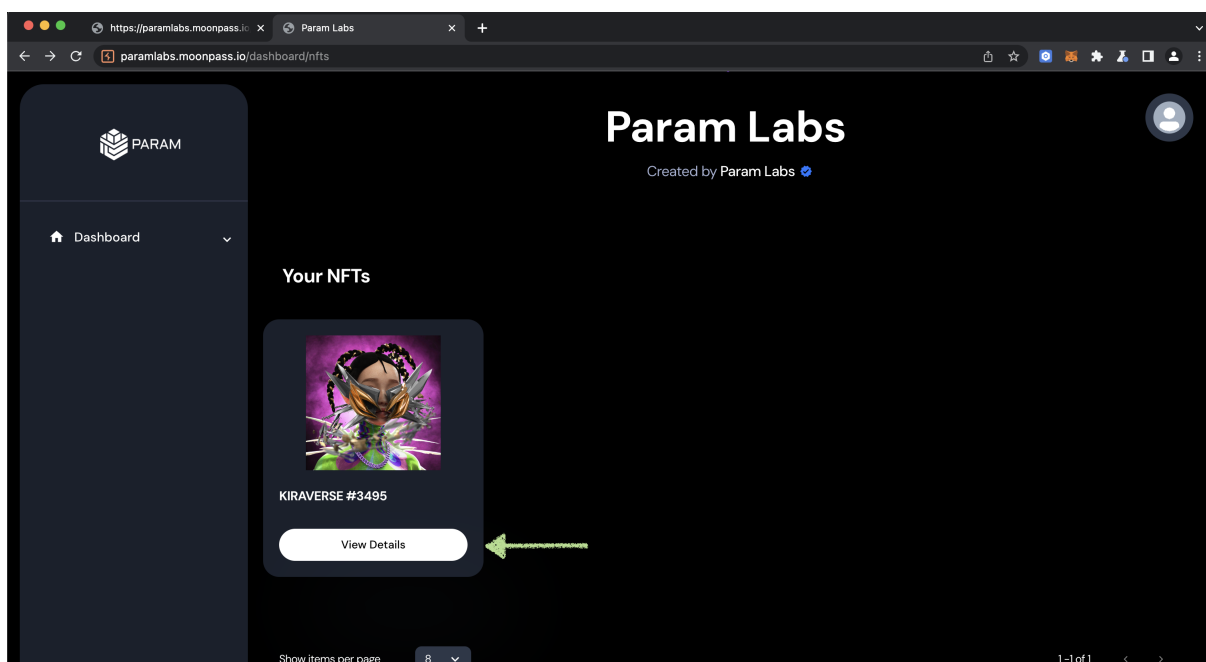 https://paramlabs.moonpass.io
Param Labs
paramlabs.moonpass.io/dashboard/nfts
PARAM
Param Labs
Created by Param Labs
Dashboard
Your NFTs
KIRAVERSE #3495
View Details
Show items per page
8
1-1 of 1